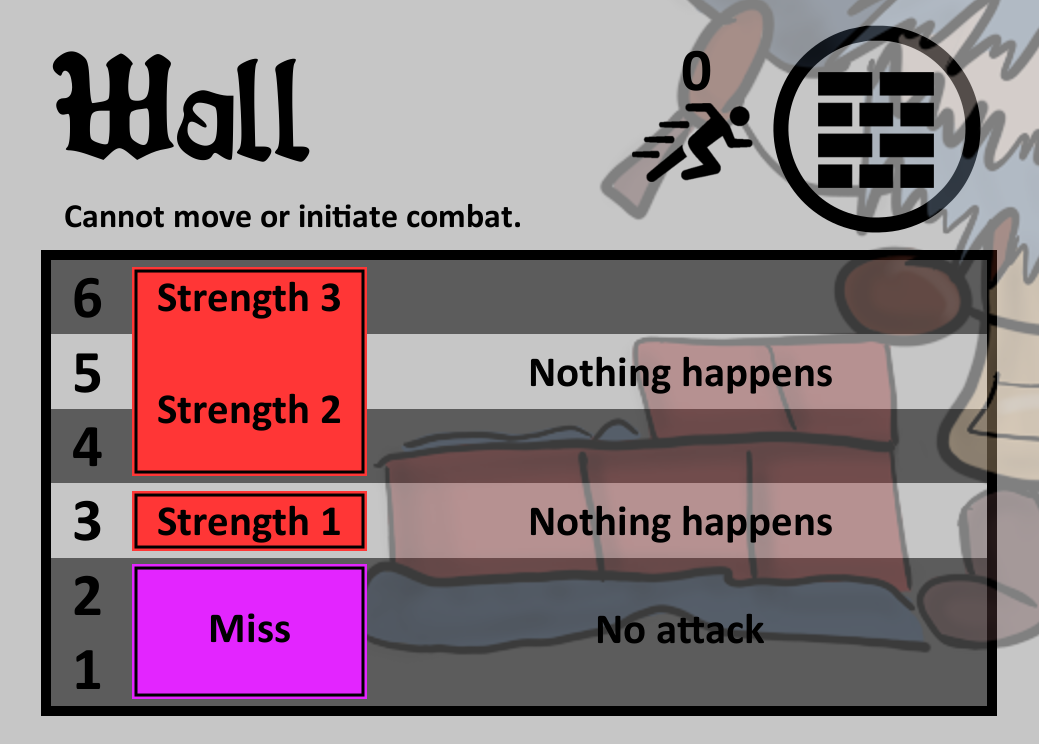 Wall
0
Cannot move or initiate combat.
6 Strength 3
5 Nothing happens
Strength 2
4
3 Strength 1 Nothing happens
2
Miss No attack
1